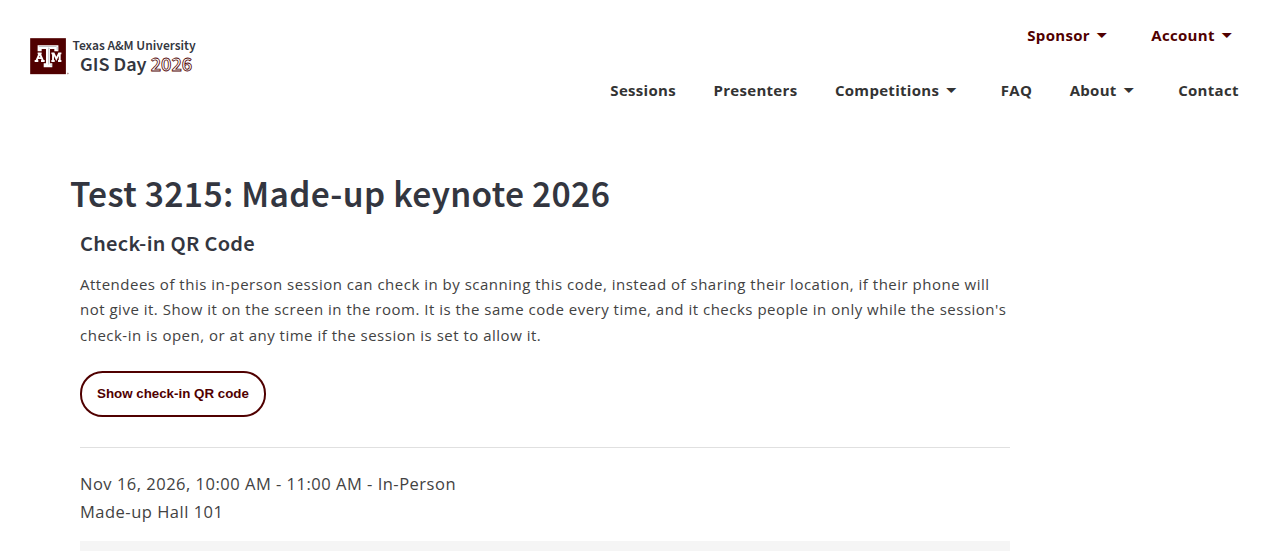 Texas A&M University
GIS Day 2026
Sponsor
Account
Sessions
Presenters
Competitions
FAQ
About
Contact
Test 3215: Made-up keynote 2026
Check-in QR Code
Attendees of this in-person session can check in by scanning this code, instead of sharing their location, if their phone will
not give it. Show it on the screen in the room. It is the same code every time, and it checks people in only while the session's
check-in is open, or at any time if the session is set to allow it.
Show check-in QR code
Nov 16, 2026, 10:00 AM - 11:00 AM - In-Person
Made-up Hall 101